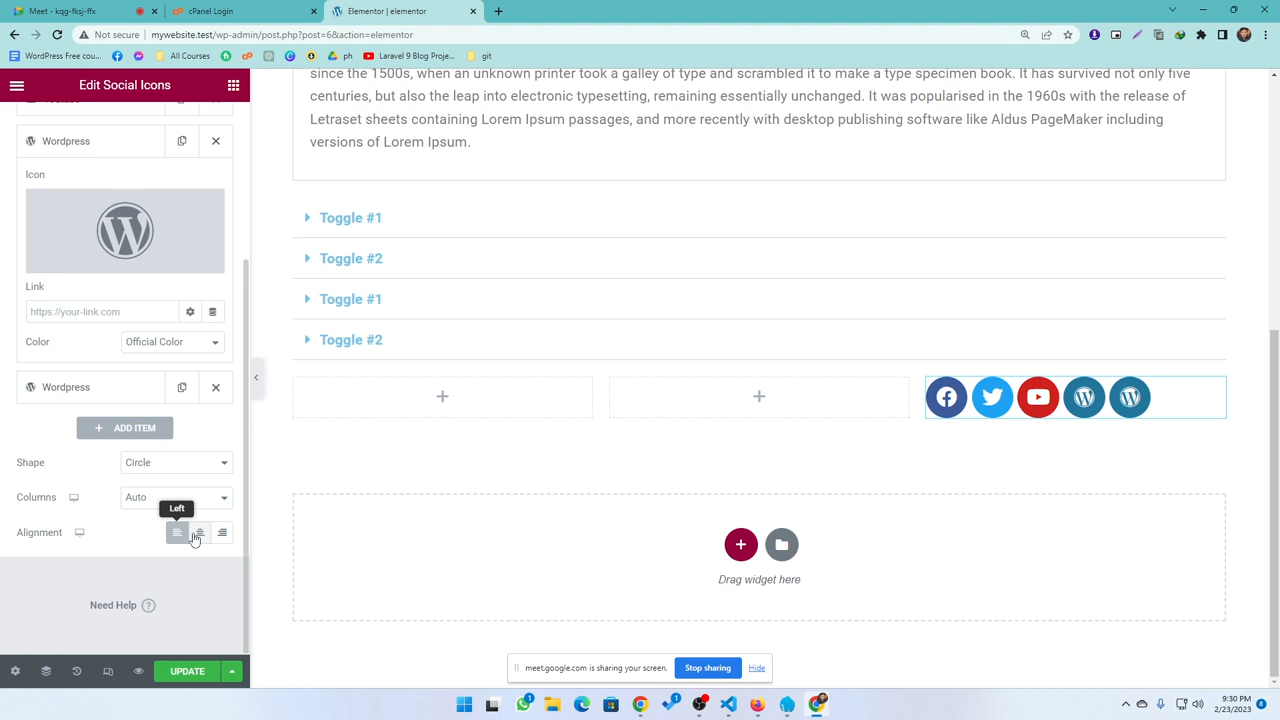 Meet - kqg-fksj-jfx
Panel Login
Elementor | elementor
Not secure | mywebsite.test/wp-admin/post.php?post=6&action=elementor
WordPress Free cou...
All Courses
ph
Laravel 9 Blog Proje...
git
Edit Social Icons
Wordpress
Icon
Link
https://your-link.com
Color
Official Color
Wordpress
+ ADD ITEM
Shape
Circle
Columns
Auto
Left
Alignment
Need Help ?
UPDATE
since the 1500s, when an unknown printer took a galley of type and scrambled it to make a type specimen book. It has survived not only five
centuries, but also the leap into electronic typesetting, remaining essentially unchanged. It was popularised in the 1960s with the release of
Letraset sheets containing Lorem Ipsum passages, and more recently with desktop publishing software like Aldus PageMaker including
versions of Lorem Ipsum.
Toggle #1
Toggle #2
Toggle #1
Toggle #2
Drag widget here
meet.google.com is sharing your screen.
Stop sharing
Hide
9:30 PM
2/23/2023